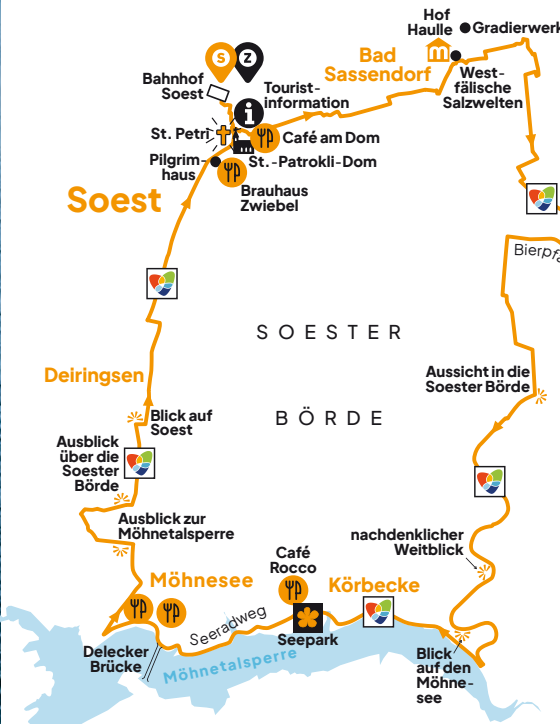 Hof
Haulle
Gradierwerk
S
Z
Bad
Sassendorf
Bahnhof
Soest
Tourist-
information
West-
fälische
Salzwelten
i
St. Petri
Café am Dom
Pilgrim-
haus
St.-Patrokli-Dom
Brauhaus
Zwiebel
Soest
SOESTER
BÖRDE
Deiringsen
Aussicht in die
Soester Börde
Blick auf
Soest
Ausblick
über die
Soester
Börde
Ausblick zur
Möhnetalsperre
nachdenklicher
Weitblick
Café
Rocco
Möhnesee
Körbecke
Seeradweg
Seepark
Delecker
Brücke
Möhnetalsperre
Blick
auf den
Möhne-
see